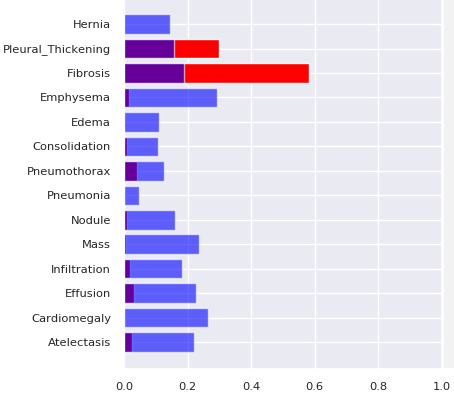 Hernia
Pleural_Thickening
Fibrosis
Emphysema
Edema
Consolidation
Pneumothorax
Pneumonia
Nodule
Mass
Infiltration
Effusion
Cardiomegaly
Atelectasis
0.0 0.2 0.4 0.6 0.8 1.0